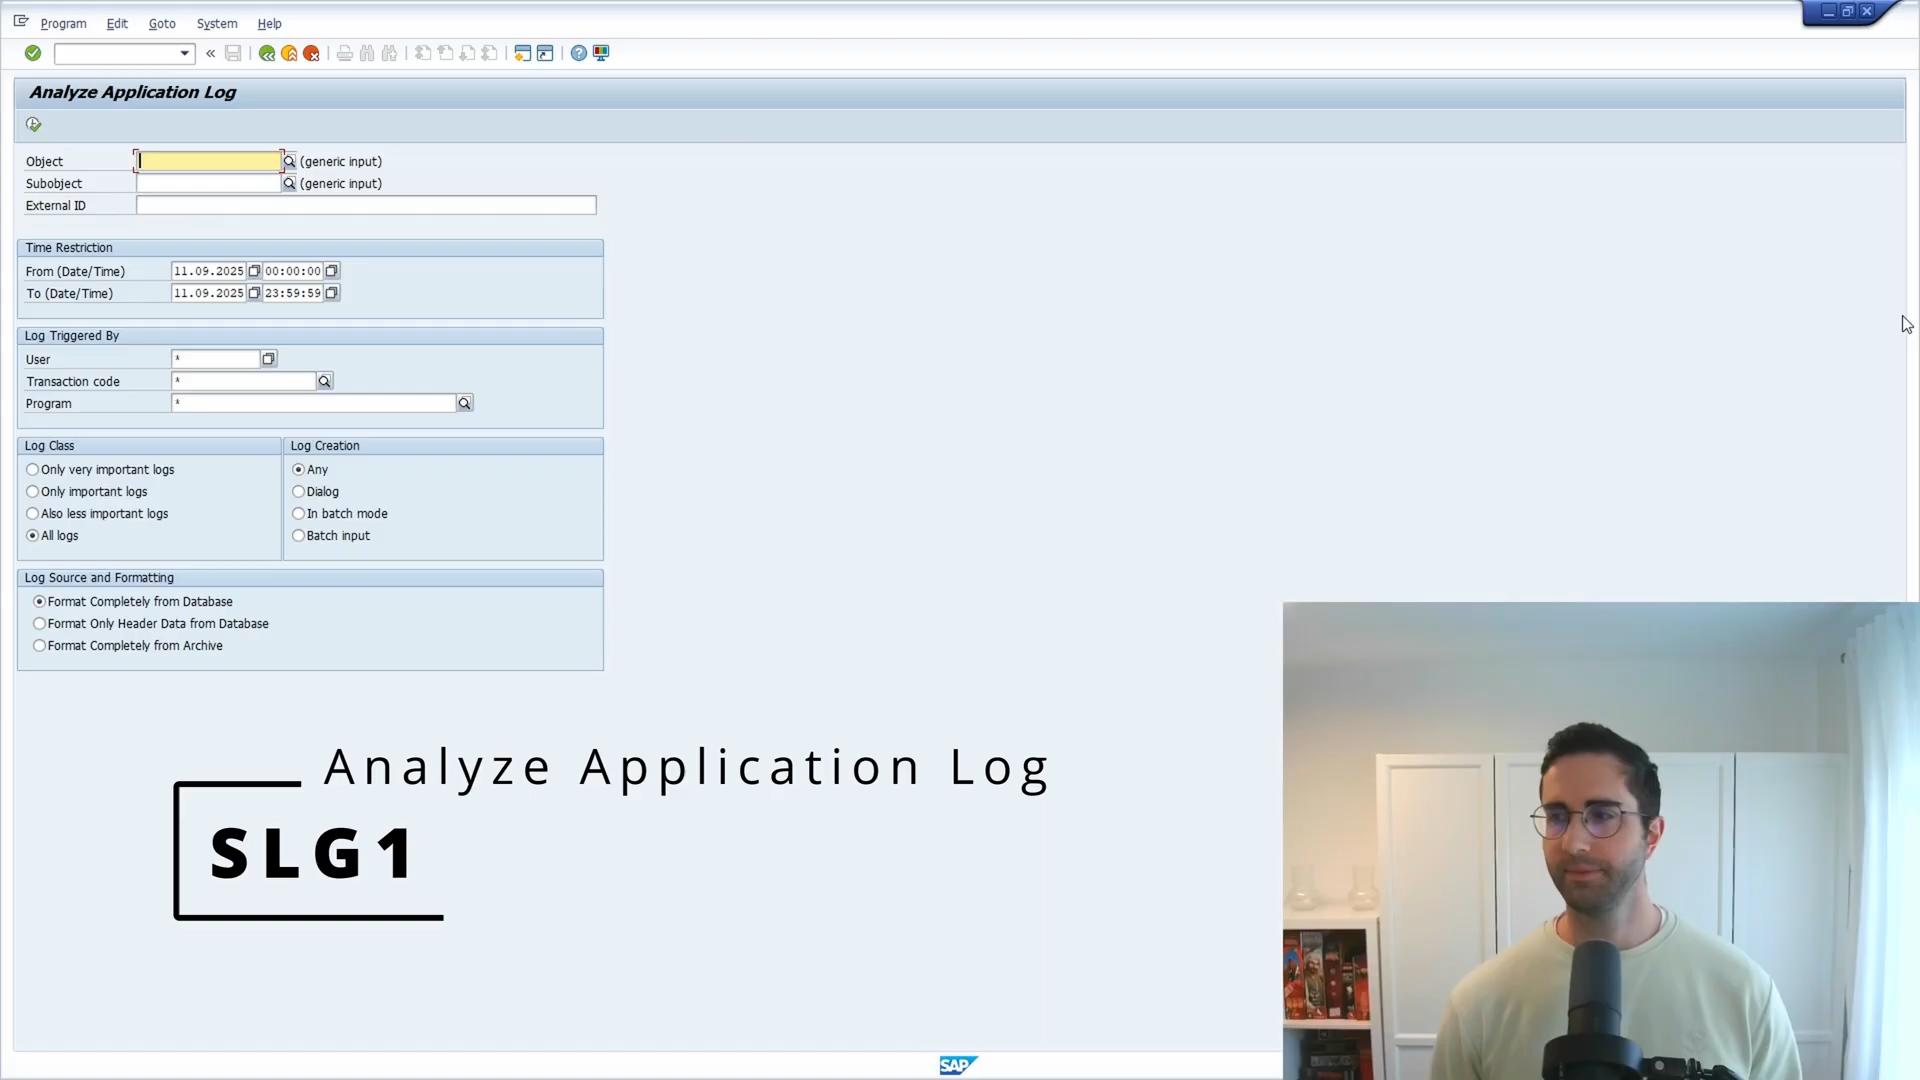 Program Edit Goto System Help
Analyze Application Log
Object (generic input)
Subobject (generic input)
External ID
Time Restriction
From (Date/Time) 11.09.2025 00:00:00
To (Date/Time) 11.09.2025 23:59:59
Log Triggered By
User *
Transaction code *
Program *
Log Class Log Creation
Only very important logs Any
Only important logs Dialog
Also less important logs In batch mode
All logs Batch input
Log Source and Formatting
Format Completely from Database
Format Only Header Data from Database
Format Completely from Archive
Analyze Application Log
SLG1
SAP